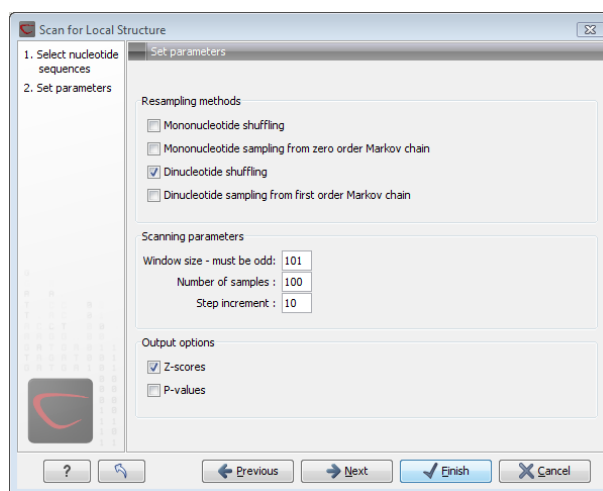 Scan for Local Structure
1. Select nucleotide
sequences
2. Set parameters
Set parameters
Resampling methods
Mononucleotide shuffling
Mononucleotide sampling from zero order Markov chain
Dinucleotide shuffling
Dinucleotide sampling from first order Markov chain
Scanning parameters
Window size - must be odd: 101
Number of samples : 100
Step increment : 10
Output options
Z-scores
P-values
? Previous Next Finish Cancel